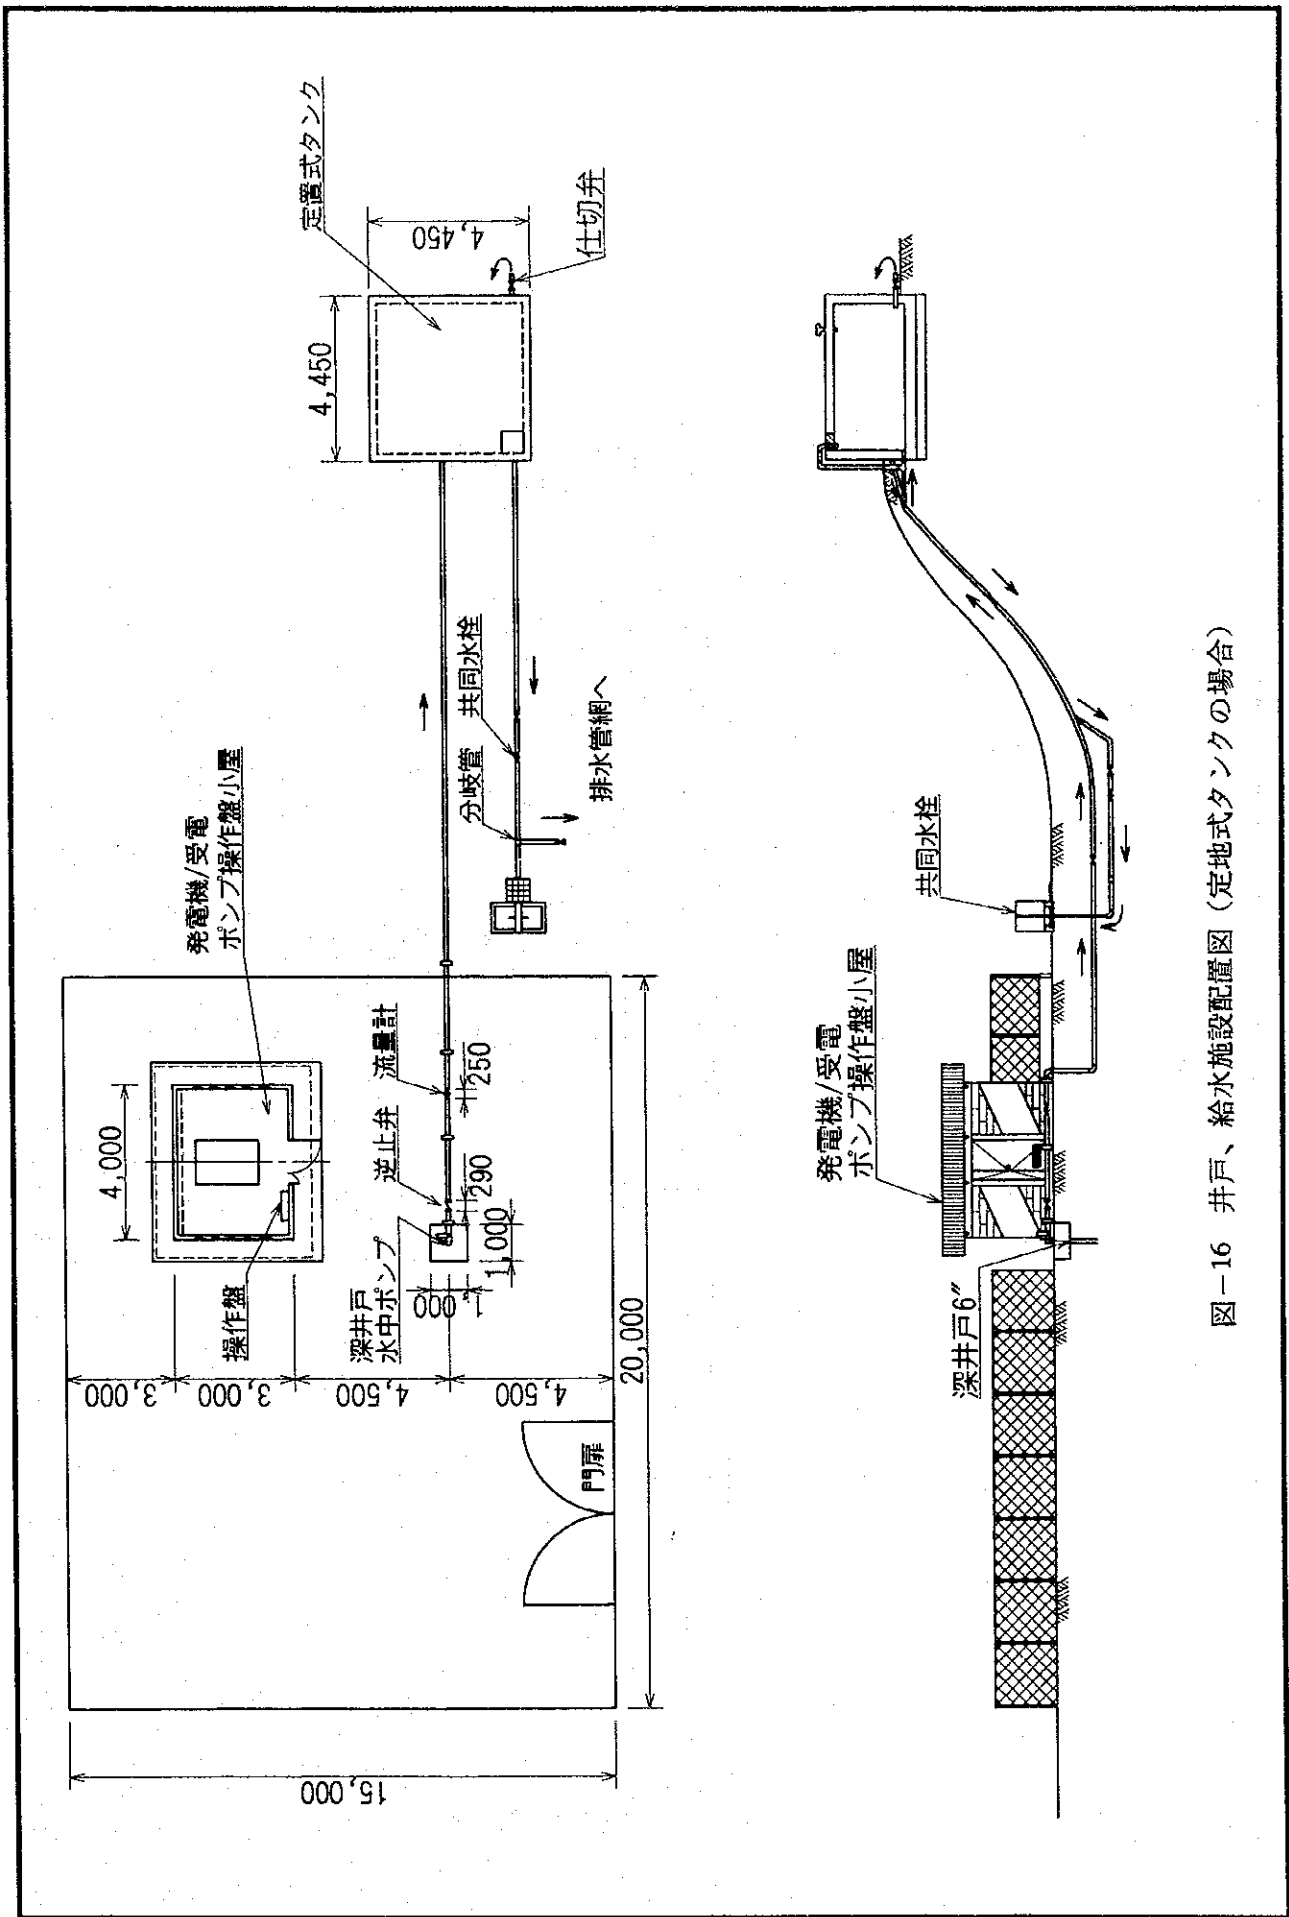 定置式タンク
4,450
4,450
仕切弁
発電機/受電
ポンプ操作盤小屋
共同水栓
分岐管
排水管網へ
4,000
流量計
250
逆止弁
290
操作盤
深井戸
水中ポンプ
1,000
1,000
3,000
3,000
4,500
4,500
20,000
門扉
15,000
共同水栓
発電機/受電
ポンプ操作盤小屋
深井戸6″
図－16 井戸、給水施設配置図（定地式タンクの場合）